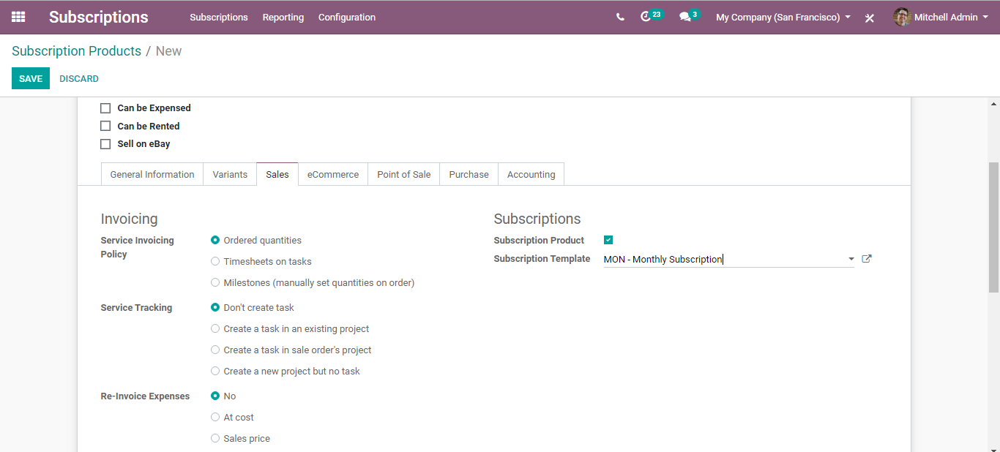 Subscriptions Subscriptions Reporting Configuration 23 3 My Company (San Francisco) Mitchell Admin
Subscription Products / New
SAVE DISCARD
Can be Expensed
Can be Rented
Sell on eBay
General Information Variants Sales eCommerce Point of Sale Purchase Accounting
Invoicing
Service Invoicing Policy
Ordered quantities
Timesheets on tasks
Milestones (manually set quantities on order)
Service Tracking
Don't create task
Create a task in an existing project
Create a task in sale order's project
Create a new project but no task
Re-Invoice Expenses
No
At cost
Sales price
Subscriptions
Subscription Product
Subscription Template MON - Monthly Subscription